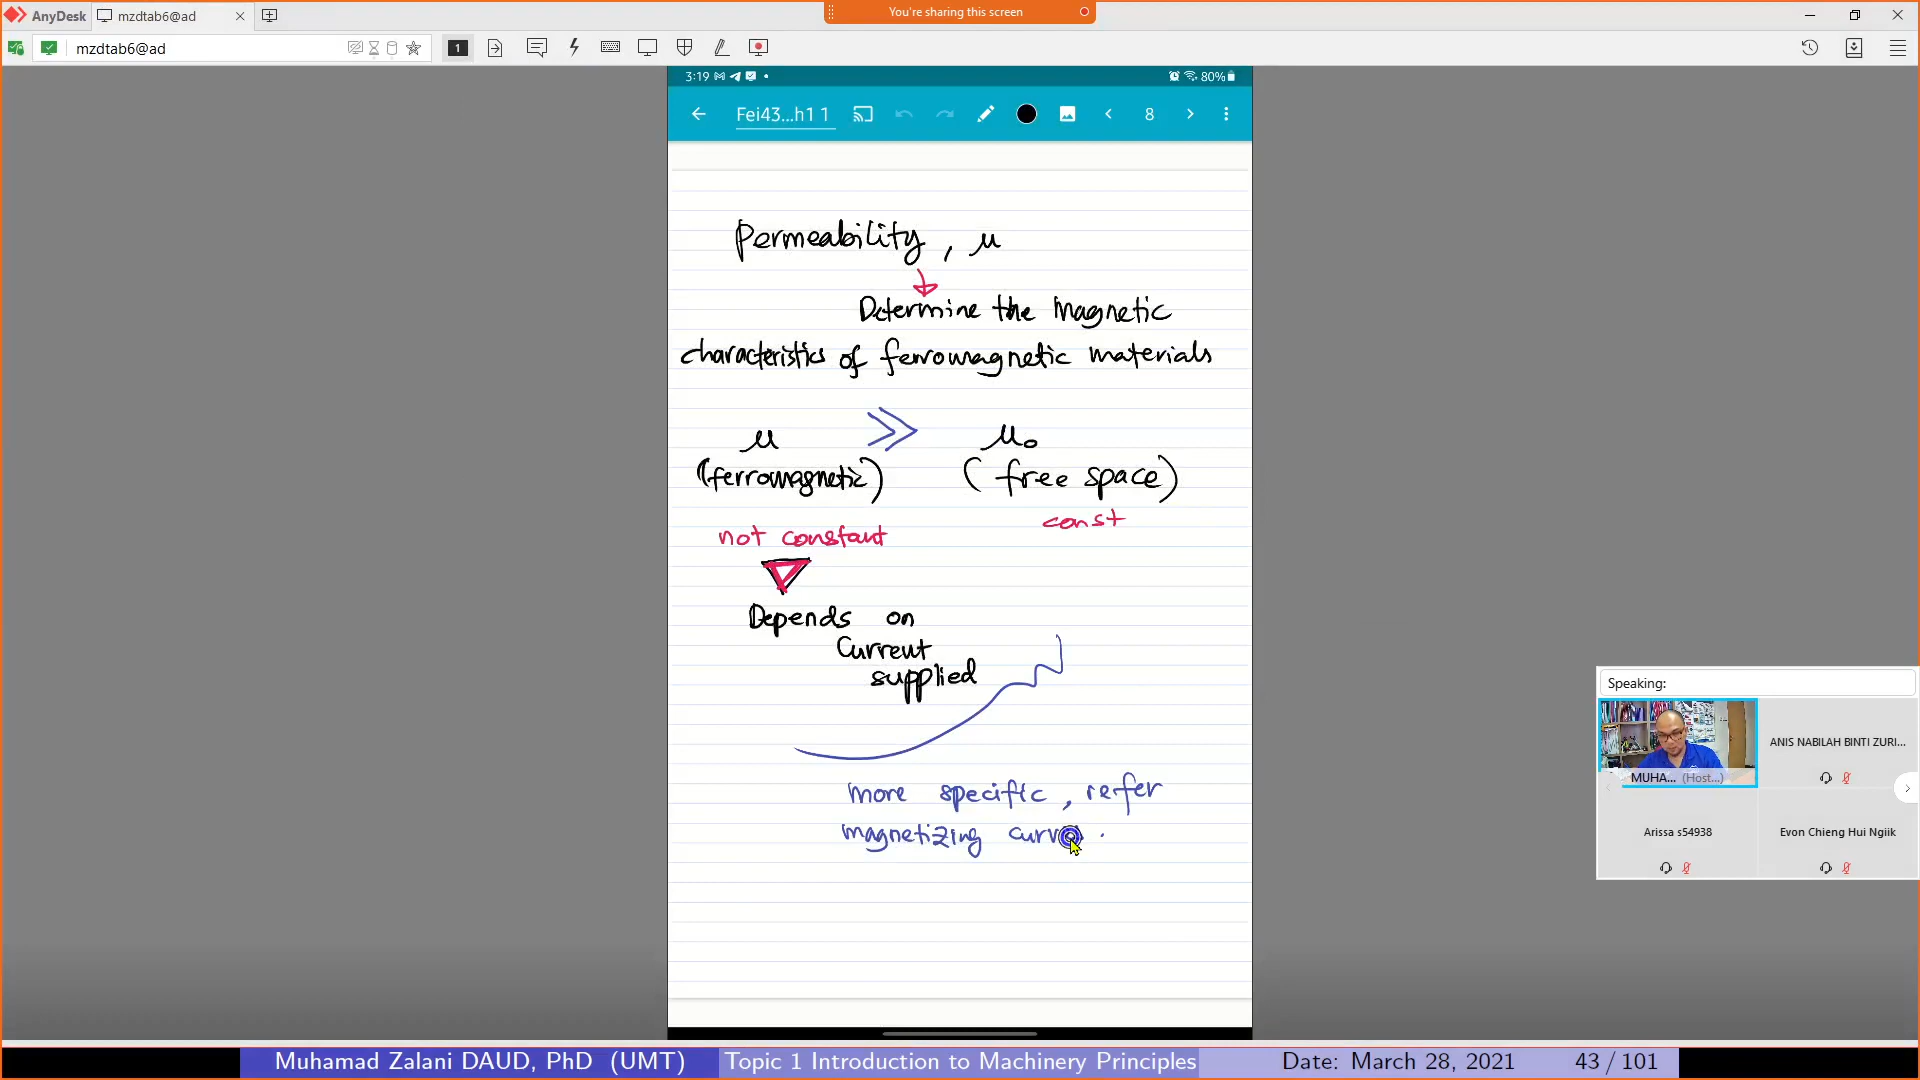 AnyDesk mzdtab6@ad
You're sharing this screen
mzdtab6@ad 1
3:19 80%
Fei43...h1 1 8
Permeability, μ
Determine the Magnetic
characteristics of ferromagnetic materials
μ >> μo
(ferromagnetic) (free space)
not constant const
Depends on
Current
supplied
more specific, refer
magnetizing curve.
Speaking:
MUHA... (Host...)
ANIS NABILAH BINTI ZURI...
Arissa s54938
Evon Chieng Hui Ngiik
Muhamad Zalani DAUD, PhD (UMT) Topic 1 Introduction to Machinery Principles Date: March 28, 2021 43 / 101